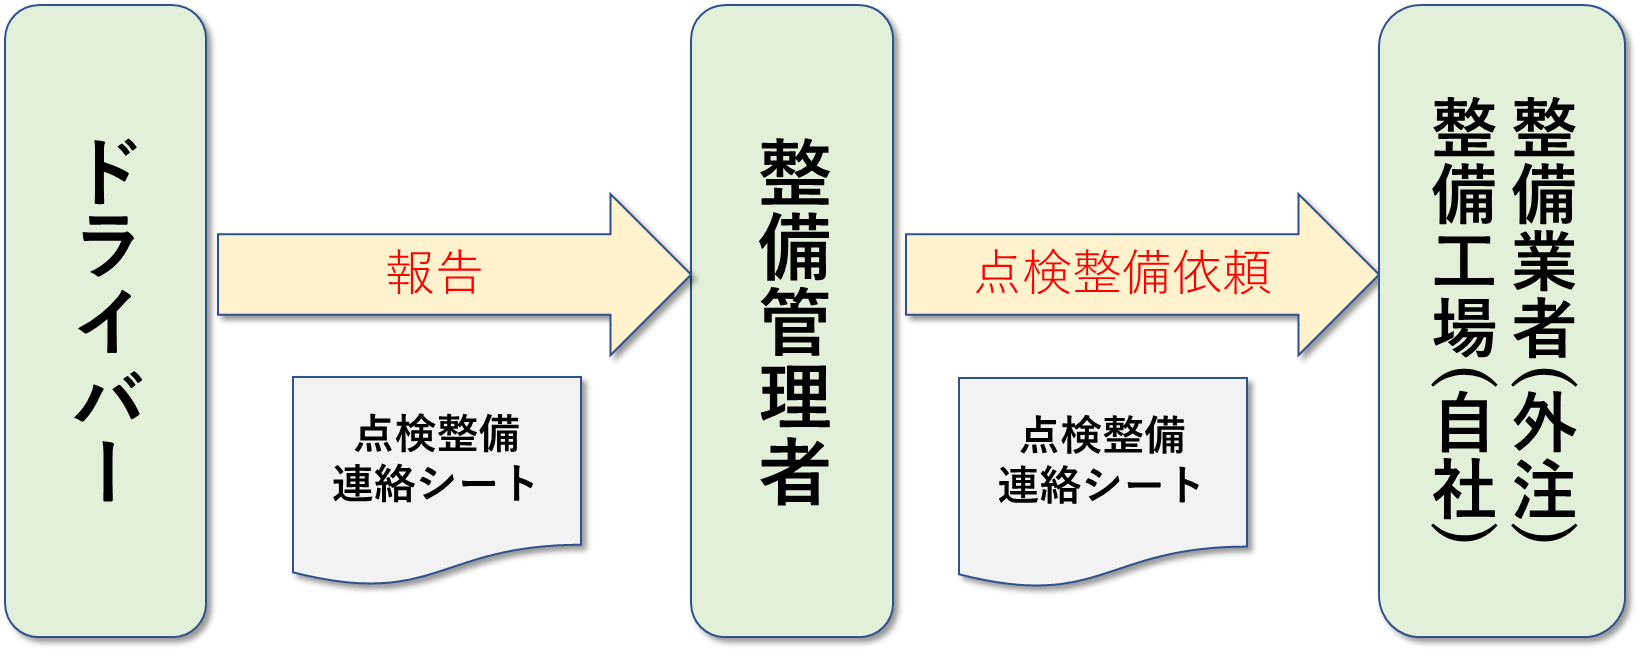 ドライバー
報告
点検整備
連絡シート
整備管理者
点検整備依頼
点検整備
連絡シート
整備業者(外注)
整備工場(自社)